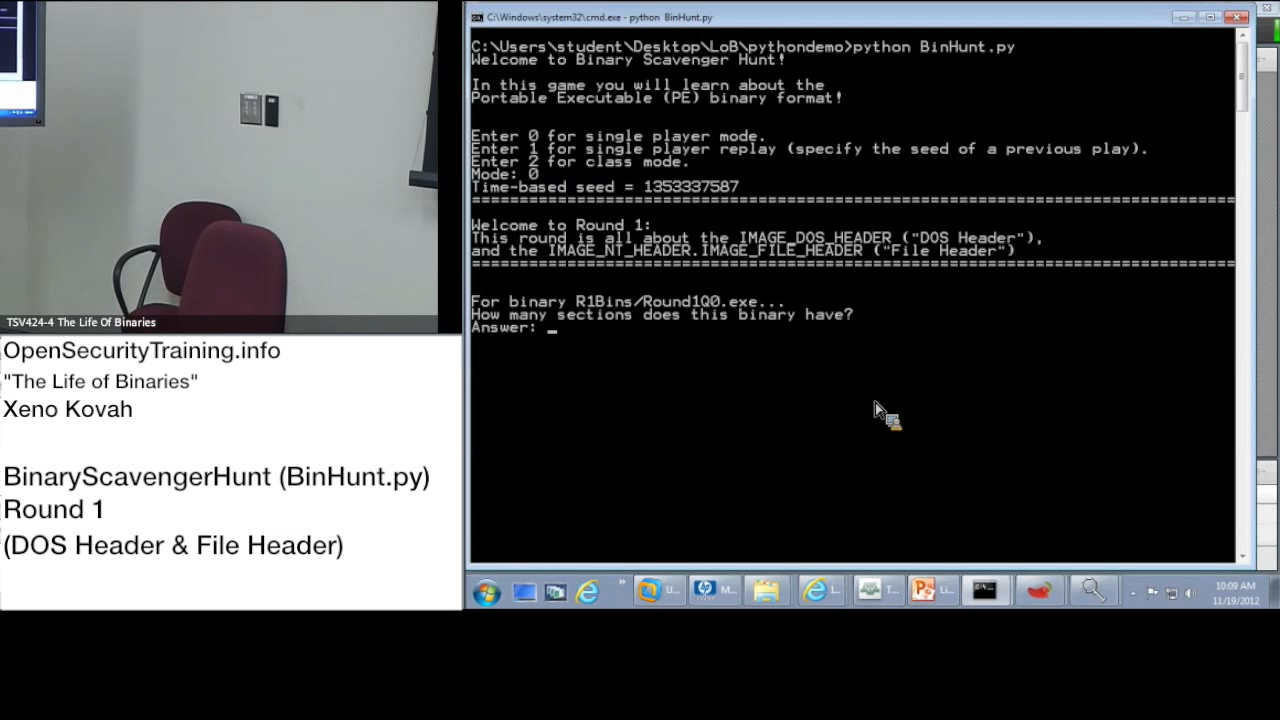 C:\Windows\system32\cmd.exe - python BinHunt.py
C:\Users\student\Desktop\LoB\pythondemo>python BinHunt.py
Welcome to Binary Scavenger Hunt!
In this game you will learn about the
Portable Executable (PE) binary format!
Enter 0 for single player mode.
Enter 1 for single player replay (specify the seed of a previous play).
Enter 2 for class mode.
Mode: 0
Time-based seed = 1353337587
================================================================================
Welcome to Round 1:
This round is all about the IMAGE_DOS_HEADER ("DOS Header"),
and the IMAGE_NT_HEADER.IMAGE_FILE_HEADER ("File Header")
================================================================================
For binary R1Bins/Round1Q0.exe...
How many sections does this binary have?
Answer: _
TSV424-4 The Life Of Binaries
OpenSecurityTraining.info
"The Life of Binaries"
Xeno Kovah
BinaryScavengerHunt (BinHunt.py)
Round 1
(DOS Header & File Header)
U...
M...
I...
T...
Li...
10:09 AM
11/19/2012